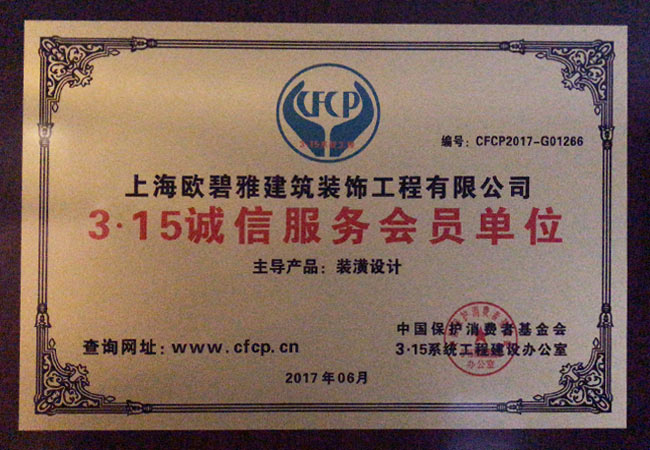 CFCP
编号：CFCP2017-G01266
上海欧碧雅建筑装饰工程有限公司
3·15诚信服务会员单位
主导产品：装潢设计
中国保护消费者基金会
查询网址：www.cfcp.cn
3·15系统工程建设办公室
办公室
2017年06月